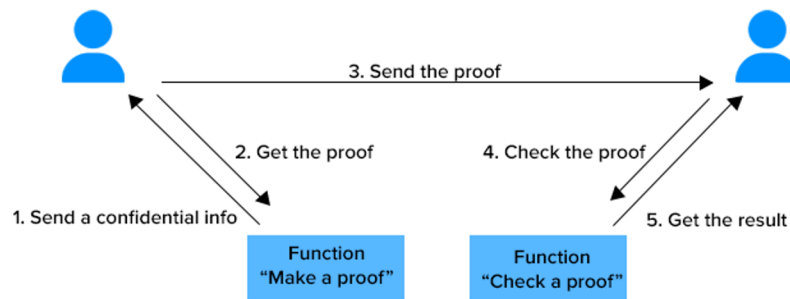 3. Send the proof
2. Get the proof
4. Check the proof
1. Send a confidential info
5. Get the result
Function
“Make a proof”
Function
“Check a proof”